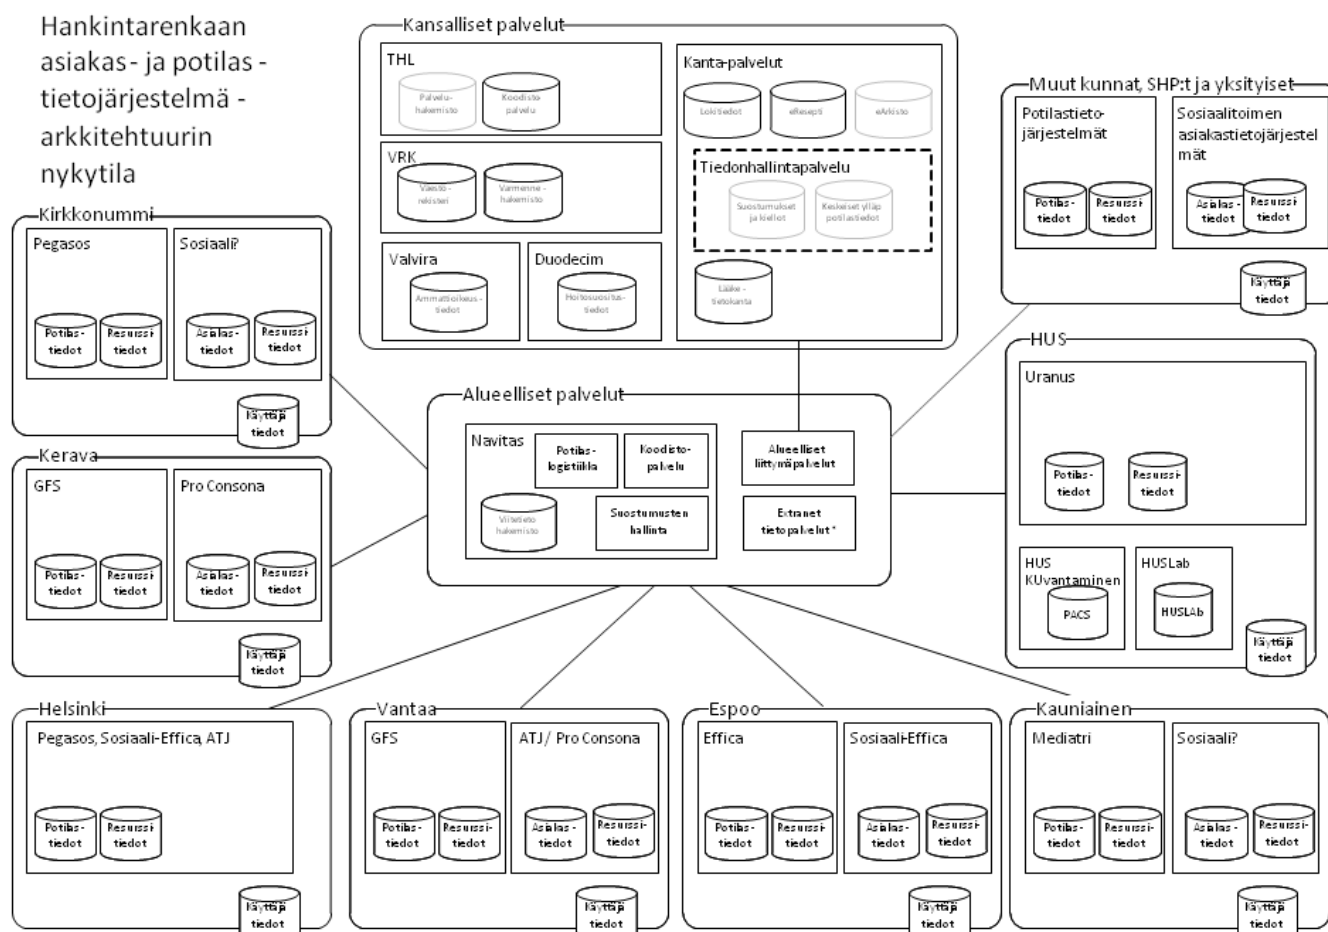 Hankintarenkaan
asiakas- ja potilas -
tietojärjestelmä -
arkkitehtuurin
nykytila
Kansalliset palvelut
THL
Palvelu-
hakemisto
Koodisto
palvelu
VRK
Väestö -
rekisteri
Varmenne -
hakemisto
Valvira
Ammattioikeus -
tiedot
Duodecim
Hoitosuositus -
tiedot
Kanta-palvelut
Lokitiedot
eResepti
eArkisto
Tiedonhallintapalvelu
Suostumukset
ja kiellot
Keskeiset ylläp
potilastiedot
Lääke -
tietokanta
Muut kunnat, SHP:t ja yksityiset
Potilastieto-
järjestelmät
Potilas-
tiedot
Resurssi-
tiedot
Sosiaalitoimen
asiakastietojärjestel
mät
Asiakas-
tiedot
Resurssi-
tiedot
Käyttäjä
tiedot
Kirkkonummi
Pegasos
Potilas-
tiedot
Resurssi-
tiedot
Sosiaali?
Asiakas-
tiedot
Resurssi-
tiedot
Käyttäjä
tiedot
Kerava
GFS
Potilas-
tiedot
Resurssi-
tiedot
Pro Consona
Asiakas-
tiedot
Resurssi-
tiedot
Käyttäjä
tiedot
Alueelliset palvelut
Navitas
Potilas-
logistiikka
Koodisto-
palvelu
Viitetieto
hakemisto
Suostumusten
hallinta
Alueelliset
liittymäpalvelut
Extranet
tietopalvelut *
HUS
Uranus
Potilas-
tiedot
Resurssi-
tiedot
HUS
KUvantaminen
PACS
HUSLab
HUSLAb
Käyttäjä
tiedot
Helsinki
Pegasos, Sosiaali-Effica, ATJ
Potilas-
tiedot
Resurssi-
tiedot
Käyttäjä
tiedot
Vantaa
GFS
Potilas-
tiedot
Resurssi-
tiedot
ATJ/ Pro Consona
Asiakas-
tiedot
Resurssi-
tiedot
Käyttäjä
tiedot
Espoo
Effica
Potilas-
tiedot
Resurssi-
tiedot
Sosiaali-Effica
Asiakas-
tiedot
Resurssi-
tiedot
Käyttäjä
tiedot
Kauniainen
Mediatri
Potilas-
tiedot
Resurssi-
tiedot
Sosiaali?
Asiakas-
tiedot
Resurssi-
tiedot
Käyttäjä
tiedot